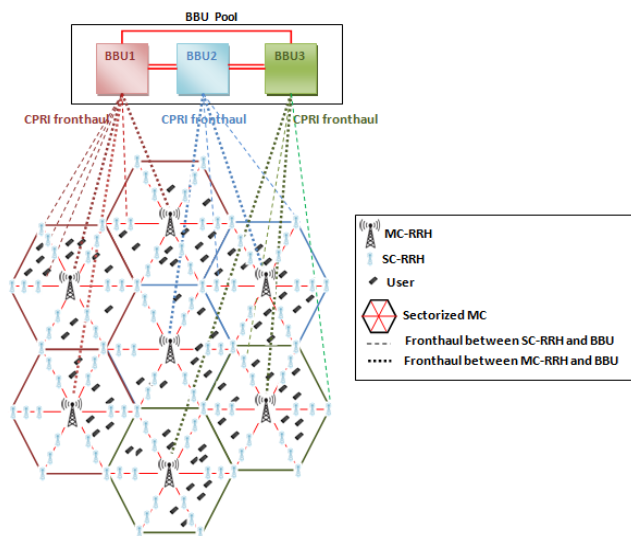 BBU Pool
BBU1
BBU2
BBU3
CPRI fronthaul
CPRI fronthaul
CPRI fronthaul
MC-RRH
SC-RRH
User
Sectorized MC
Fronthaul between SC-RRH and BBU
Fronthaul between MC-RRH and BBU